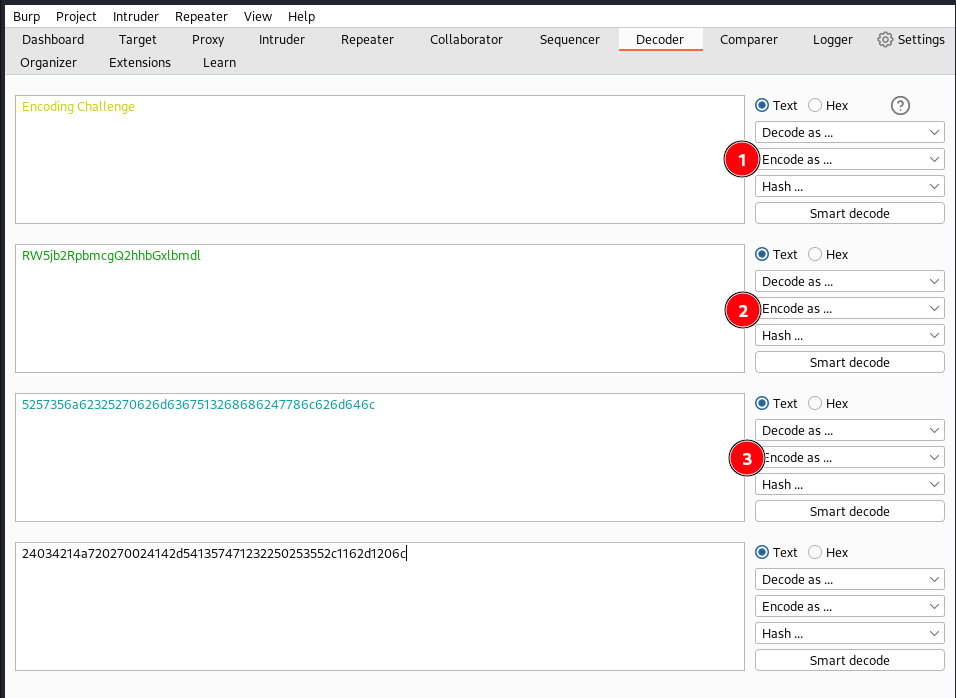 Burp Project Intruder Repeater View Help
Dashboard Target Proxy Intruder Repeater Collaborator Sequencer Decoder Comparer Logger Settings
Organizer Extensions Learn
Encoding Challenge
Text Hex ?
Decode as ...
1 Encode as ...
Hash ...
Smart decode
RW5jb2RpbmcgQ2hhbGxlbmdl
Text Hex
Decode as ...
2 Encode as ...
Hash ...
Smart decode
5257356a62325270626d6367513268686247786c626d646c
Text Hex
Decode as ...
3 Encode as ...
Hash ...
Smart decode
24034214a720270024142d541357471232250253552c1162d1206c
Text Hex
Decode as ...
Encode as ...
Hash ...
Smart decode